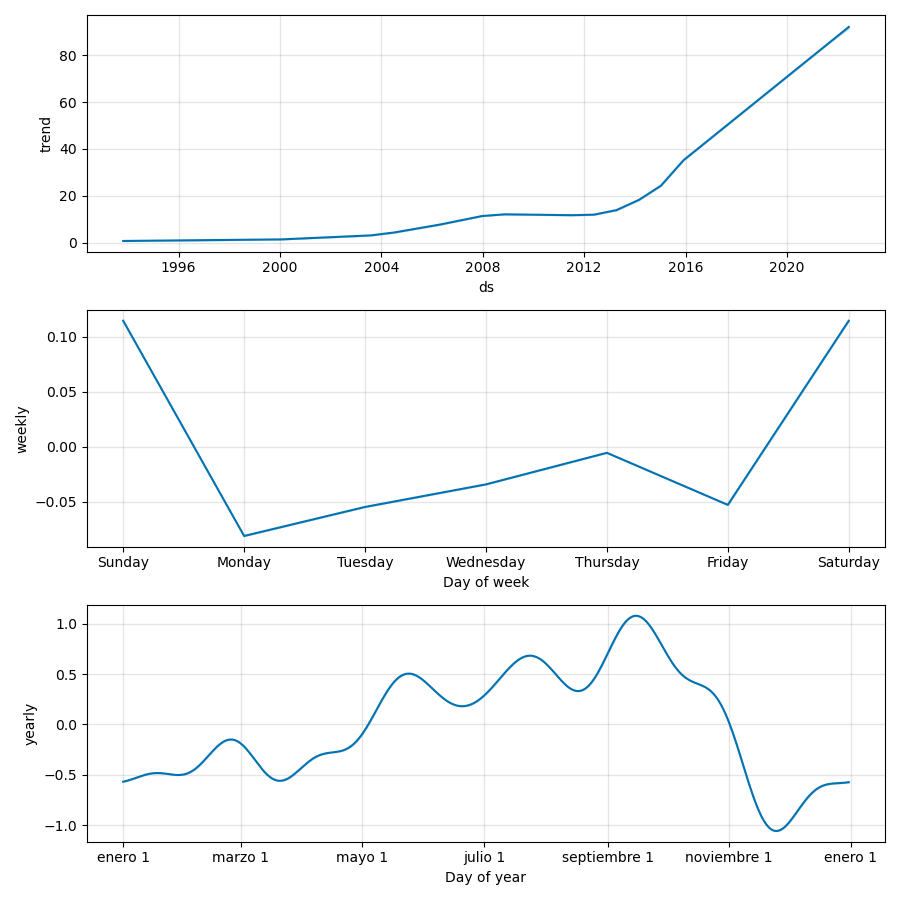 trend
80
60
40
20
0
1996 2000 2004 2008 2012 2016 2020
ds
weekly
0.10
0.05
0.00
−0.05
Sunday Monday Tuesday Wednesday Thursday Friday Saturday
Day of week
yearly
1.0
0.5
0.0
−0.5
−1.0
enero 1 marzo 1 mayo 1 julio 1 septiembre 1 noviembre 1 enero 1
Day of year